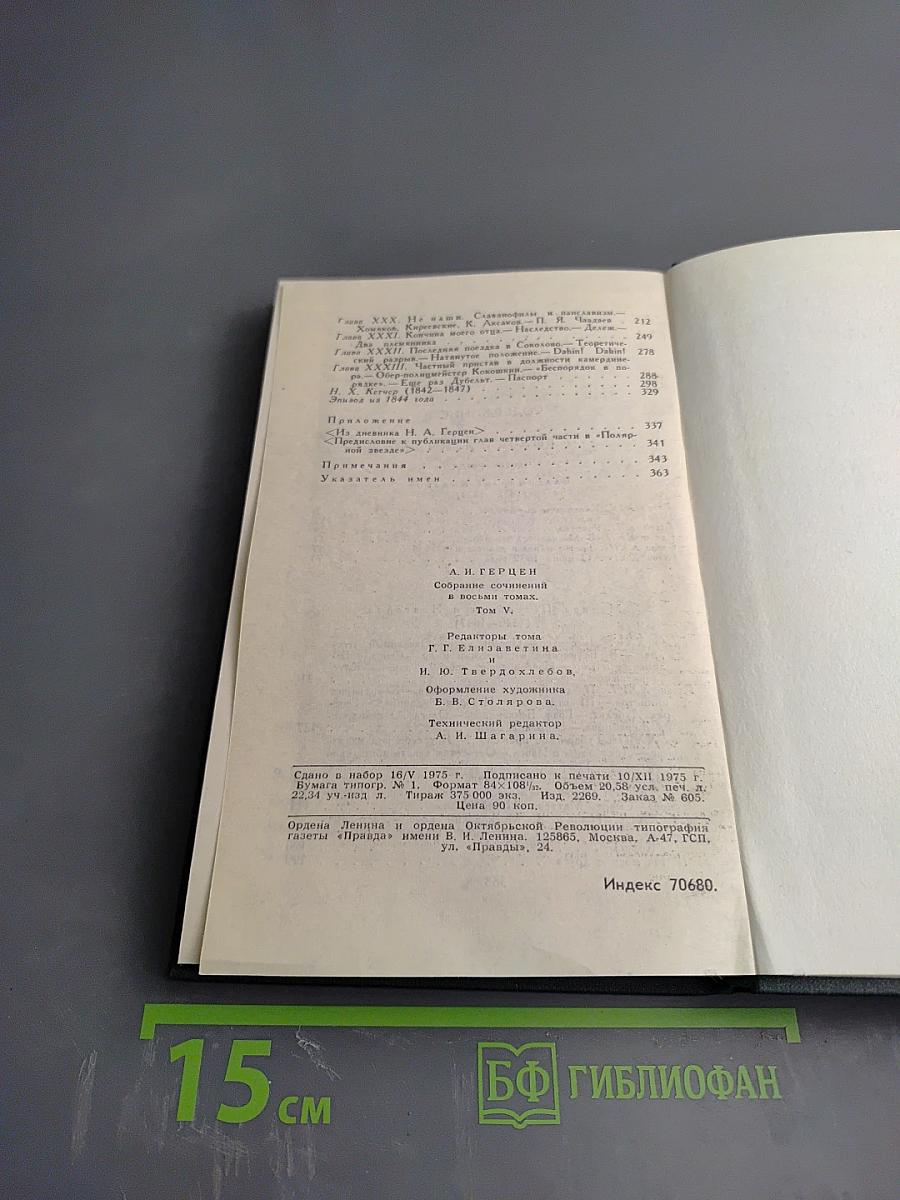 Глава XXX. Не наши. Славянофилы и панславизм.—
Хомяков, Киреевские, К. Аксаков.— П. Я. Чаадаев . 212
Глава XXXI. Кончина моего отца.— Наследство.— Дележ.—
Два племянника . . . . . . . . . . . . 249
Глава XXXII. Последняя поездка в Соколово.— Теоретиче-
ский разрыв.— Натянутое положение.— Dahin! Dahin! 278
Глава XXXIII. Частный пристав в должности камердине-
ра.— Обер-полицмейстер Кокошкин.— «Беспорядок в по-
рядке».— Еще раз Дубельт.— Паспорт . . . . . 288
Н. Х. Кетчер (1842—1847) . . . . . . . . . . 298
Эпизод из 1844 года . . . . . . . . . . . . 329
Приложение
<Из дневника Н. А. Герцен> . . . . . . . . . 337
<Предисловие к публикации глав четвертой части в «Поляр-
ной звезде»> . . . . . . . . . . . . 341
Примечания . . . . . . . . . . . . 343
Указатель имен . . . . . . . . . . . . 363
А. И. ГЕРЦЕН
Собрание сочинений
в восьми томах.
Том V.
Редакторы тома
Г. Г. Елизаветина
и
И. Ю. Твердохлебов.
Оформление художника
Б. В. Столярова.
Технический редактор
А. И. Шагарина.
Сдано в набор 16/V 1975 г. Подписано к печати 10/XII 1975 г.
Бумага типогр. № 1. Формат 84×108¹/₃₂. Объем 20,58 усл. печ. л.
22,34 уч.-изд л. Тираж 375 000 экз. Изд. 2269. Заказ № 605.
Цена 90 коп.
Ордена Ленина и ордена Октябрьской Революции типография
газеты «Правда» имени В. И. Ленина. 125865, Москва, А-47, ГСП,
ул. «Правды», 24.
Индекс 70680.
15 см
БФ ГИБЛИОФАН